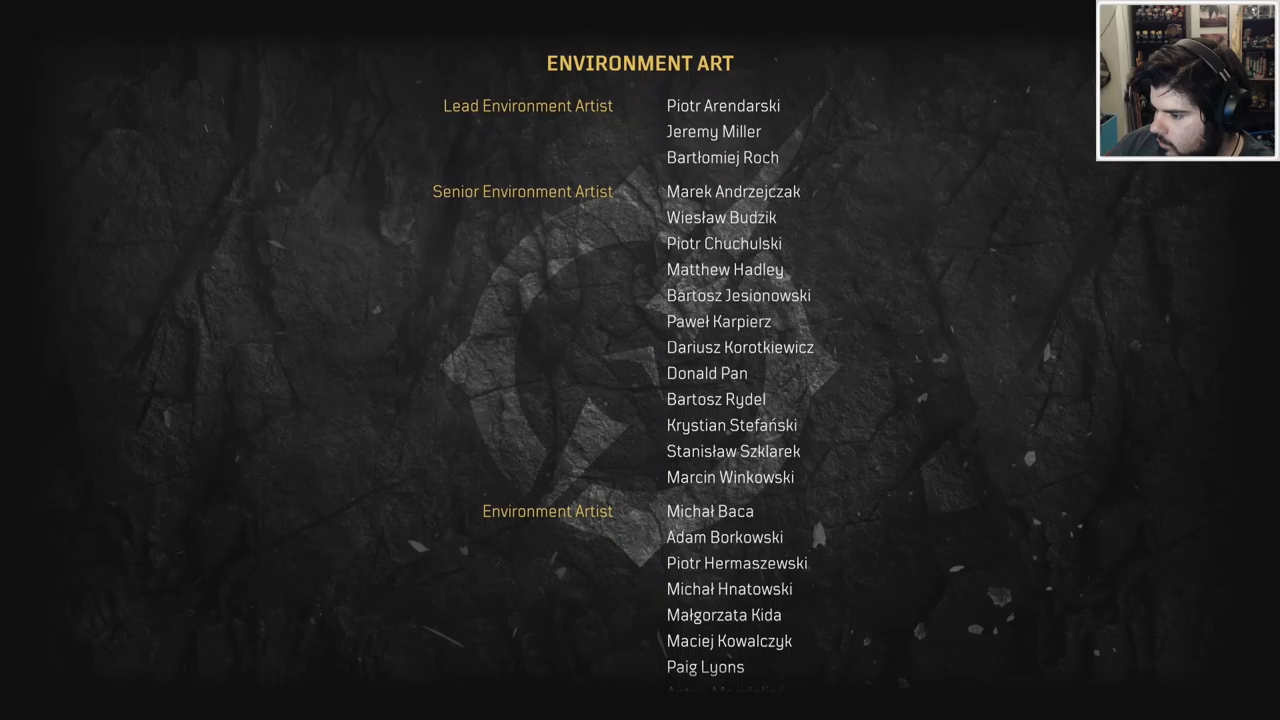 ENVIRONMENT ART
Lead Environment Artist Piotr Arendarski
Jeremy Miller
Bartłomiej Roch
Senior Environment Artist Marek Andrzejczak
Wiesław Budzik
Piotr Chuchulski
Matthew Hadley
Bartosz Jesionowski
Paweł Karpierz
Dariusz Korotkiewicz
Donald Pan
Bartosz Rydel
Krystian Stefański
Stanisław Szklarek
Marcin Winkowski
Environment Artist Michał Baca
Adam Borkowski
Piotr Hermaszewski
Michał Hnatowski
Małgorzata Kida
Maciej Kowalczyk
Paig Lyons